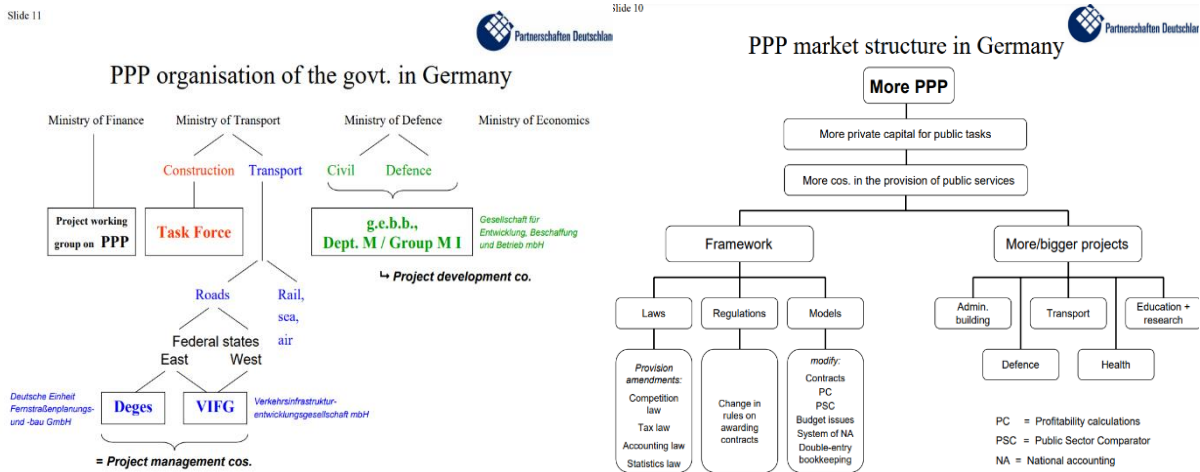 Slide 11
Partnerschaften Deutschlan
PPP organisation of the govt. in Germany
Ministry of Finance
Ministry of Transport
Ministry of Defence
Ministry of Economics
Construction
Transport
Civil
Defence
Project working
group on PPP
Task Force
g.e.b.b.,
Dept. M / Group M I
Gesellschaft für
Entwicklung, Beschaffung
und Betrieb mbH
↳ Project development co.
Roads
Rail,
sea,
air
Federal states
East
West
Deutsche Einheit
Fernstraßenplanungs-
und -bau GmbH
Deges
VIFG
Verkehrsinfrastruktur-
entwicklungsgesellschaft mbH
= Project management cos.
Slide 10
Partnerschaften Deutschlan
PPP market structure in Germany
More PPP
More private capital for public tasks
More cos. in the provision of public services
Framework
More/bigger projects
Laws
Regulations
Models
Admin.
building
Transport
Education +
research
Defence
Health
Provision
amendments:
Competition
law
Tax law
Accounting law
Statistics law
Change in
rules on
awarding
contracts
modify:
Contracts
PC
PSC
Budget issues
System of NA
Double-entry
bookkeeping
PC = Profitability calculations
PSC = Public Sector Comparator
NA = National accounting